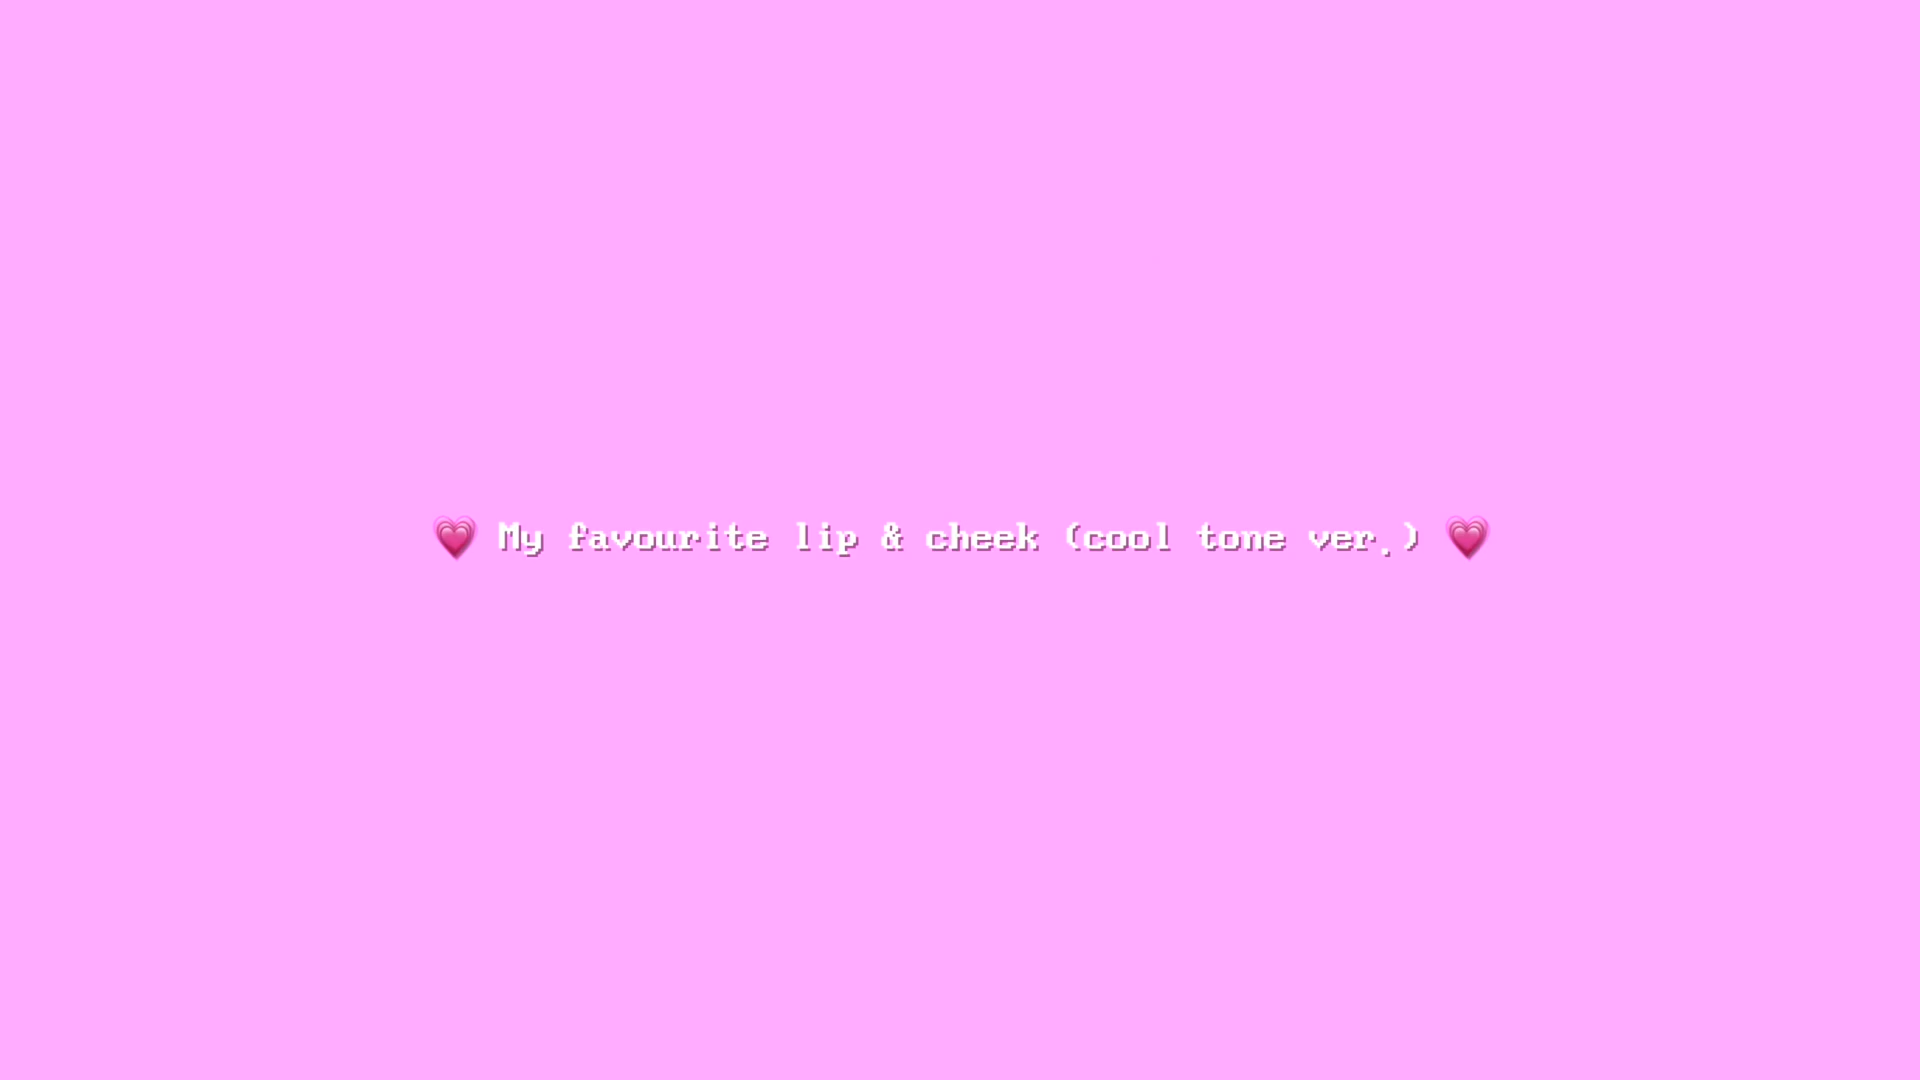 💗 My favourite lip & cheek (cool tone ver.) 💗